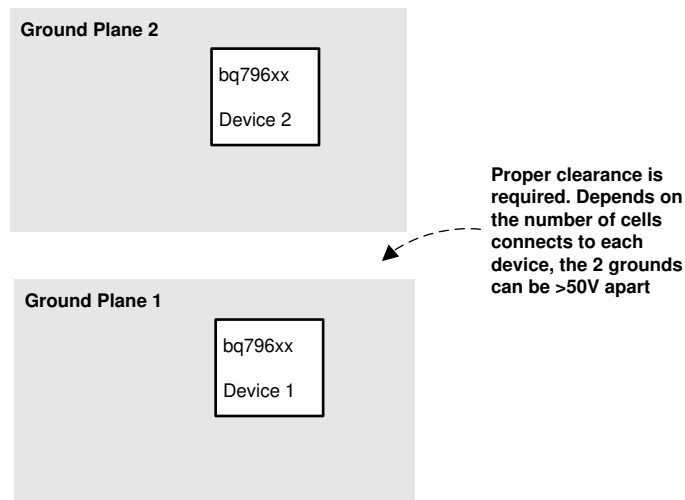 Ground Plane 2
bq796xx
Device 2
Proper clearance is
required. Depends on
the number of cells
connects to each
device, the 2 grounds
can be >50V apart
Ground Plane 1
bq796xx
Device 1